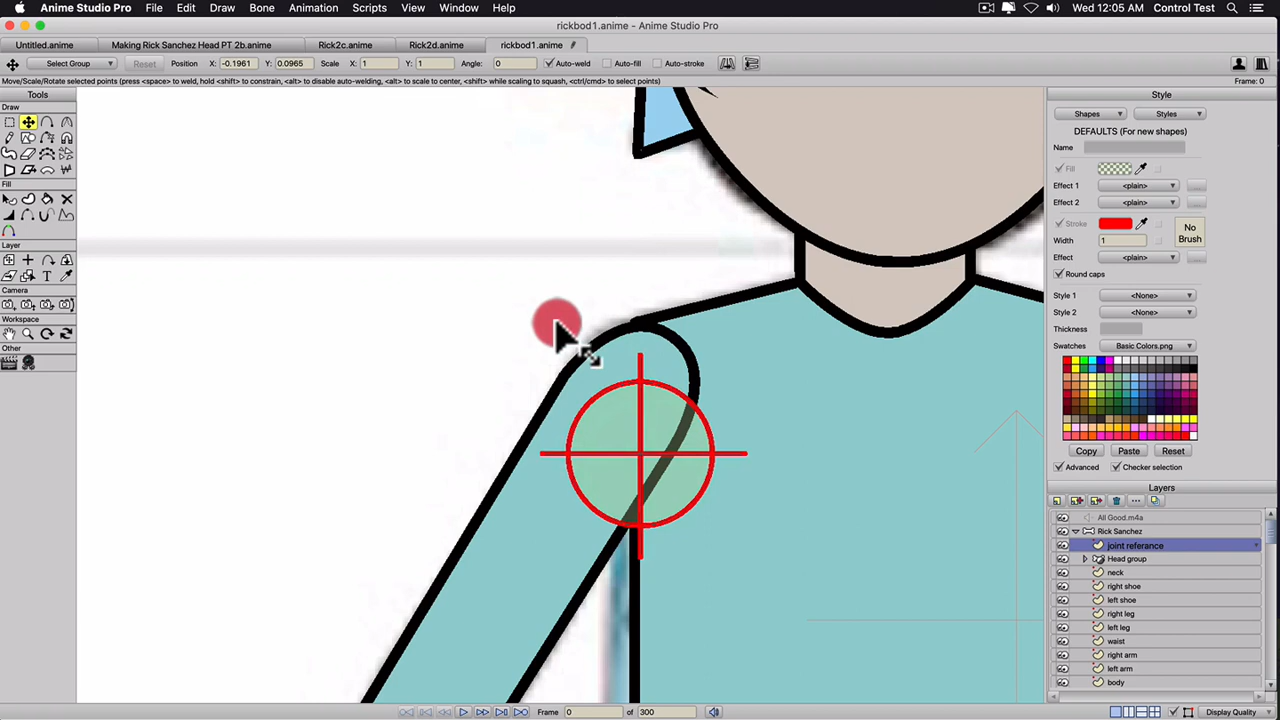 Anime Studio Pro File Edit Draw Bone Animation Scripts View Window Help Wed 12:05 AM Control Test
rickbod1.anime - Anime Studio Pro
Untitled.anime Making Rick Sanchez Head PT 2b.anime Rick2c.anime Rick2d.anime rickbod1.anime
Select Group Reset Position X: -0.1961 Y: 0.0965 Scale X: 1 Y: 1 Angle: 0 Auto-weld Auto-fill Auto-stroke
Move/Scale/Rotate selected points (press <space> to weld, hold <shift> to constrain, <alt> to disable auto-welding, <alt> to scale to center, <shift> while scaling to squash, <ctrl/cmd> to select points) Frame: 0
Tools
Draw
Fill
Layer
Camera
Workspace
Other
Style
Shapes Styles
DEFAULTS (For new shapes)
Name
Fill
Effect 1 <plain> ...
Effect 2 <plain> ...
Stroke
Width 1
No Brush
Effect <plain> ...
Round caps
Style 1 <None>
Style 2 <None>
Thickness
Swatches Basic Colors.png
Copy Paste Reset
Advanced Checker selection
Layers
All Good.m4a
Rick Sanchez
joint referance
Head group
neck
right shoe
left shoe
right leg
left leg
waist
right arm
left arm
body
Frame 0 of 300 Display Quality